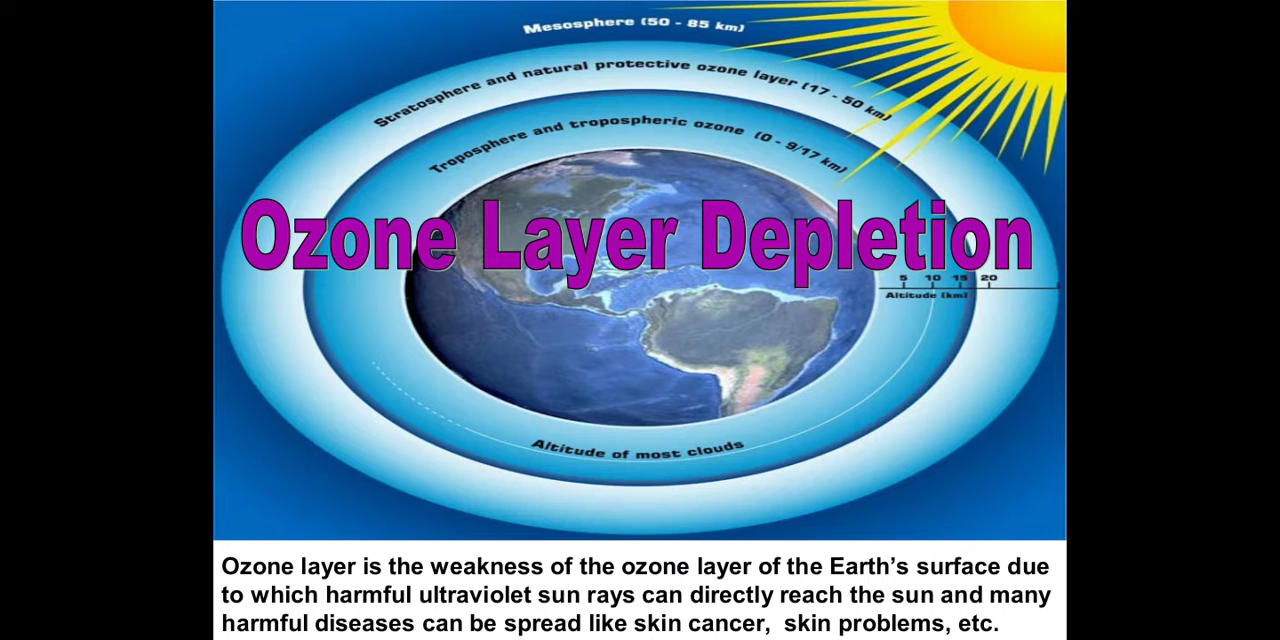 Mesosphere (50 - 85 km)
Stratosphere and natural protective ozone layer (17 - 50 km)
Troposphere and tropospheric ozone (0 - 9/17 km)
Ozone Layer Depletion
5 10 15 20
Altitude (km)
Altitude of most clouds
Ozone layer is the weakness of the ozone layer of the Earth’s surface due
to which harmful ultraviolet sun rays can directly reach the sun and many
harmful diseases can be spread like skin cancer, skin problems, etc.